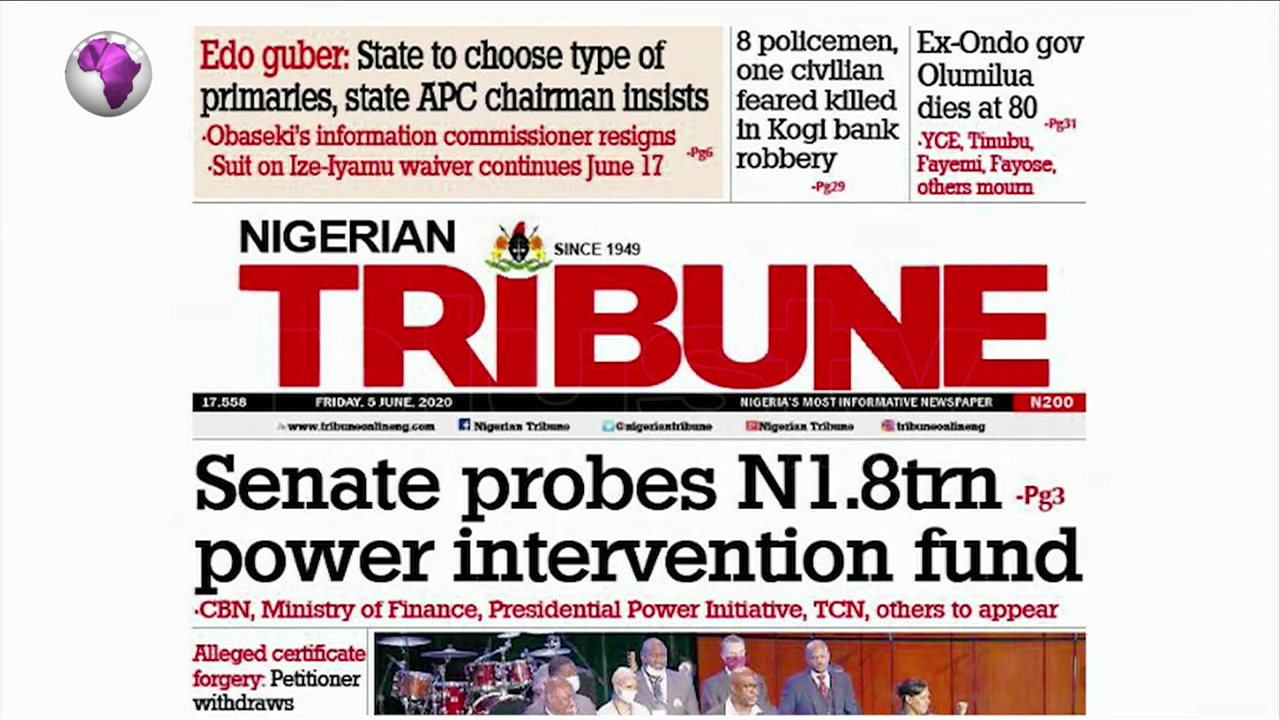 Edo guber: State to choose type of
primaries, state APC chairman insists
·Obaseki's information commissioner resigns
·Suit on Ize-Iyamu waiver continues June 17
-Pg6
8 policemen,
one civilian
feared killed
in Kogi bank
robbery
-Pg29
Ex-Ondo gov
Olumilua
dies at 80
-Pg31
·YCE, Tinubu,
Fayemi, Fayose,
others mourn
NIGERIAN
SINCE 1949
TRIBUNE
17.558 FRIDAY, 5 JUNE, 2020 NIGERIA'S MOST INFORMATIVE NEWSPAPER N200
www.tribuneonlineng.com Nigerian Tribune @nigeriantribune Nigerian Tribune tribuneonlineng
Senate probes N1.8trn -Pg3
power intervention fund
·CBN, Ministry of Finance, Presidential Power Initiative, TCN, others to appear
Alleged certificate
forgery: Petitioner
withdraws